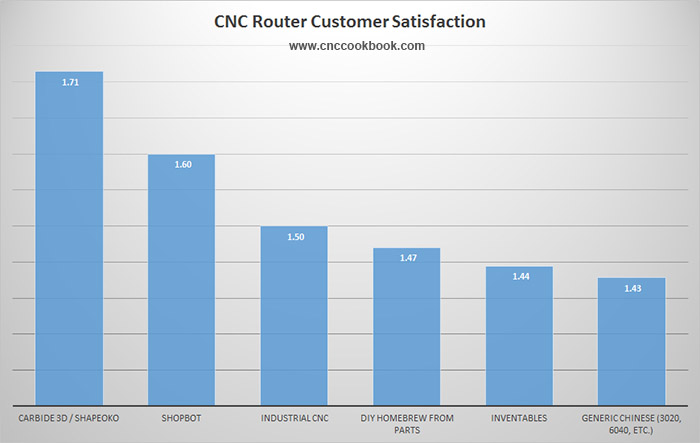 CNC Router Customer Satisfaction
www.cnccookbook.com
1.71
1.60
1.50
1.47
1.44
1.43
CARBIDE 3D / SHAPEOKO
SHOPBOT
INDUSTRIAL CNC
DIY HOMEBREW FROM
PARTS
INVENTABLES
GENERIC CHINESE (3020,
6040, ETC.)